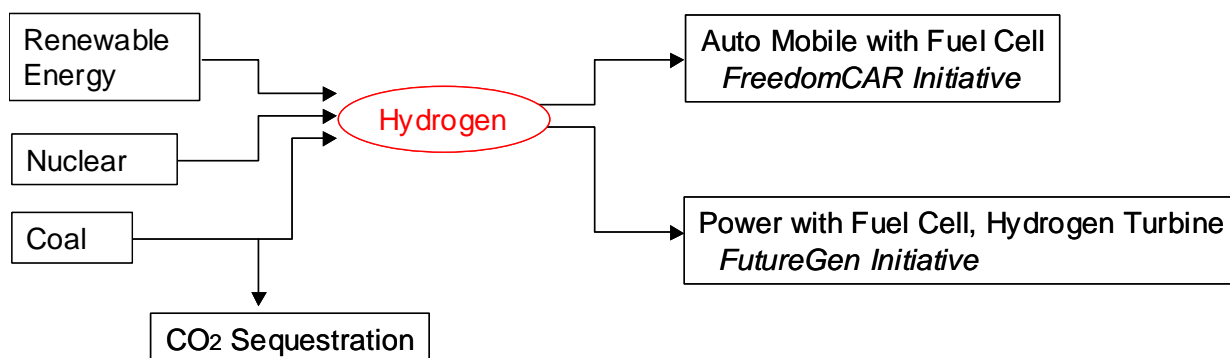 Renewable
Energy
Nuclear
Coal
CO2 Sequestration
Hydrogen
Auto Mobile with Fuel Cell
FreedomCAR Initiative
Power with Fuel Cell, Hydrogen Turbine
FutureGen Initiative